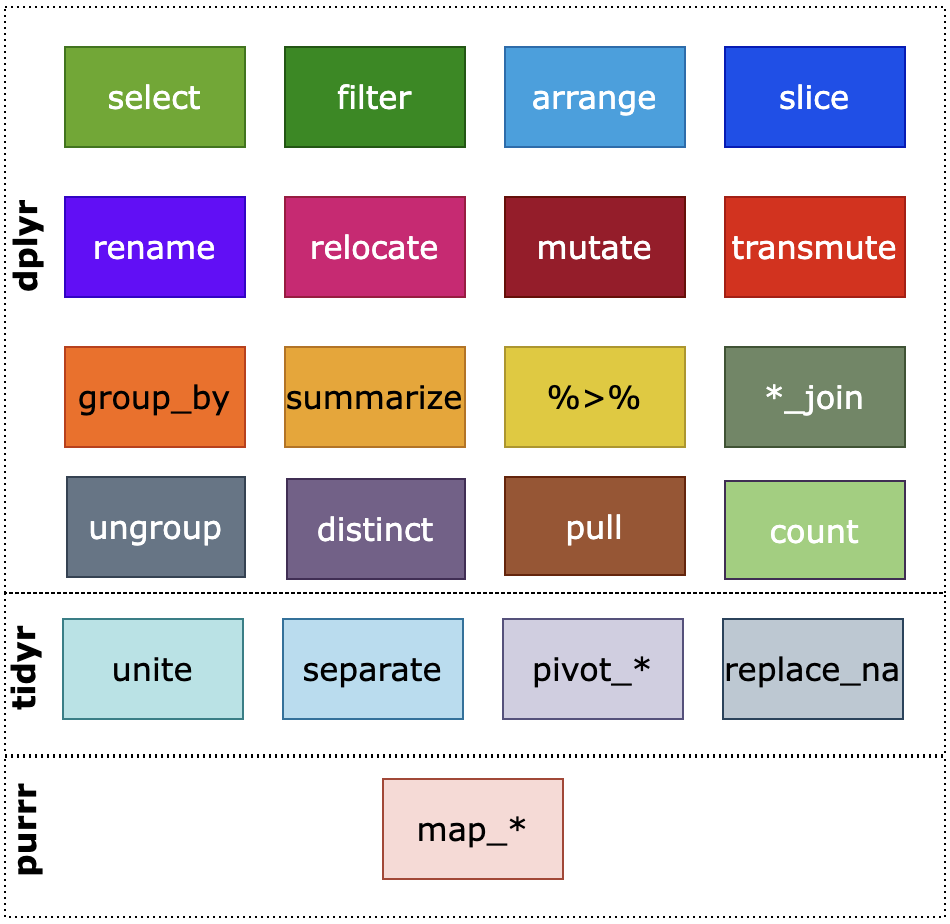 dplyr
select
filter
arrange
slice
rename
relocate
mutate
transmute
group_by
summarize
%>%
*_join
ungroup
distinct
pull
count
tidyr
unite
separate
pivot_*
replace_na
purrr
map_*